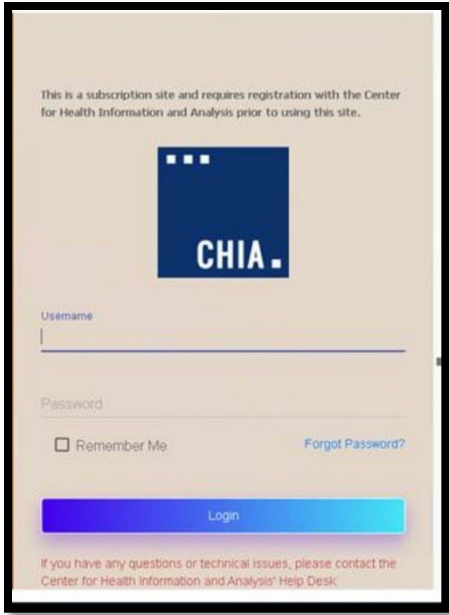 This is a subscription site and requires registration with the Center
for Health Information and Analysis prior to using this site.
CHIA.
Username
Password
Remember Me
Forgot Password?
Login
If you have any questions or technical issues, please contact the
Center for Health Information and Analysis' Help Desk